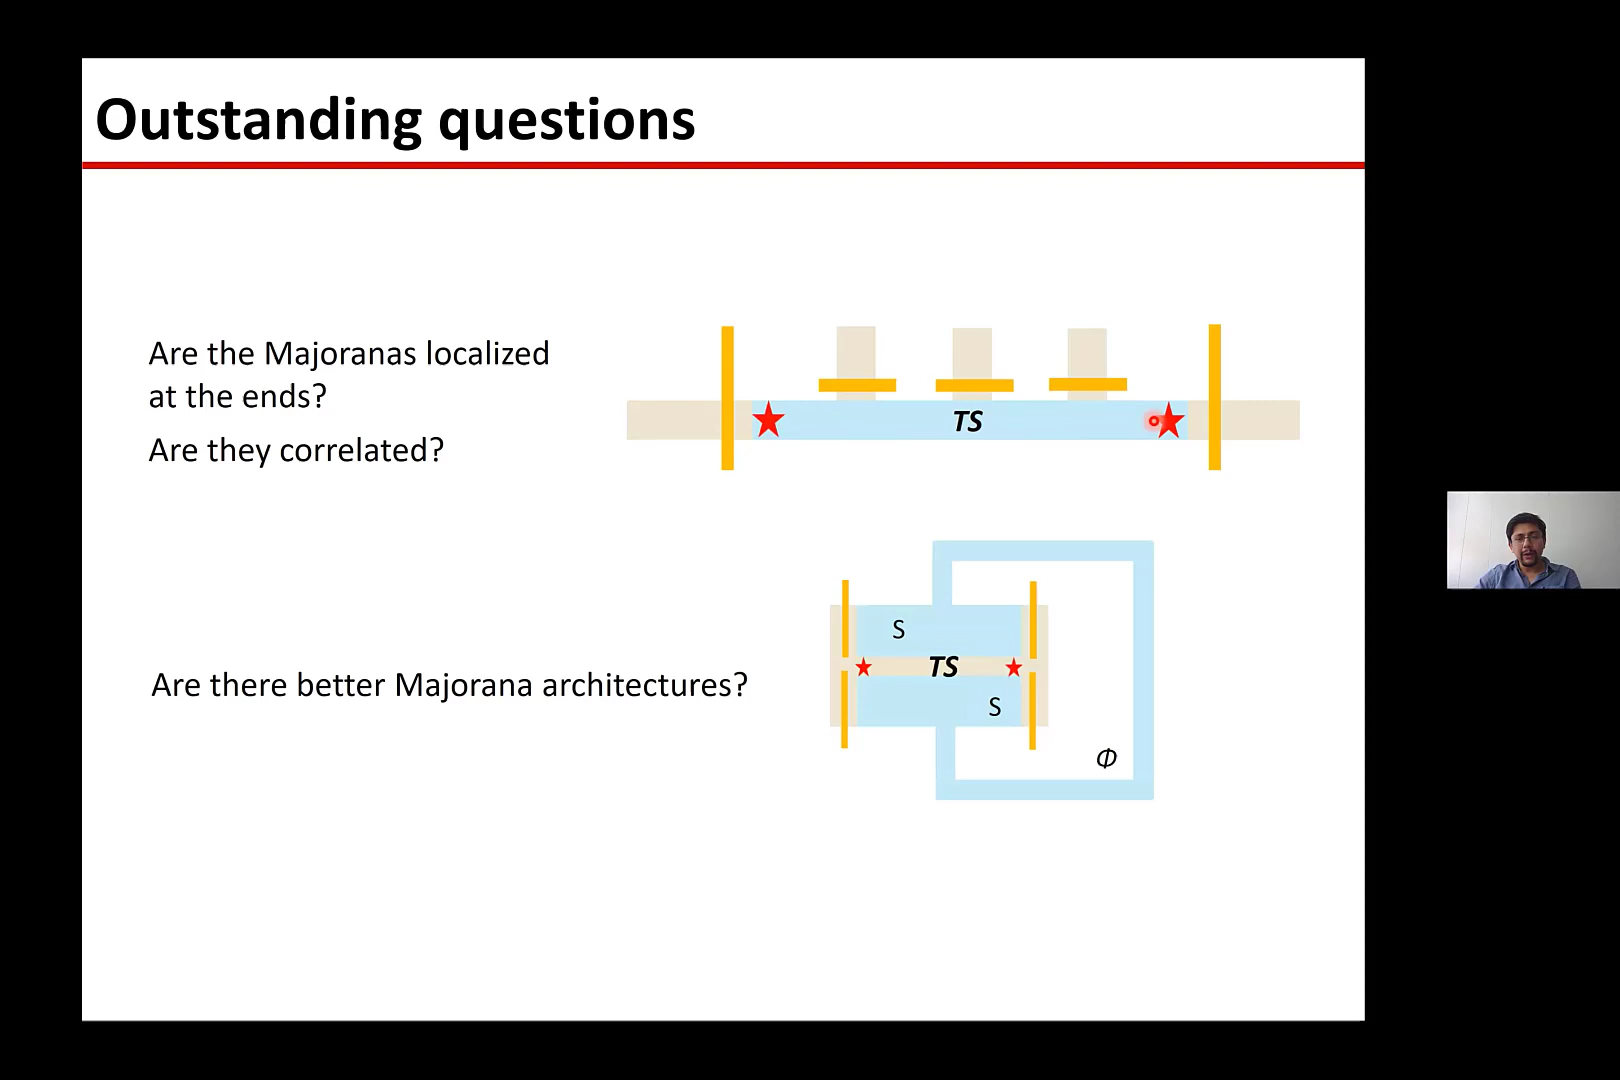 Outstanding questions
Are the Majoranas localized
at the ends?
Are they correlated?
TS
S
TS
S
Are there better Majorana architectures?
Φ